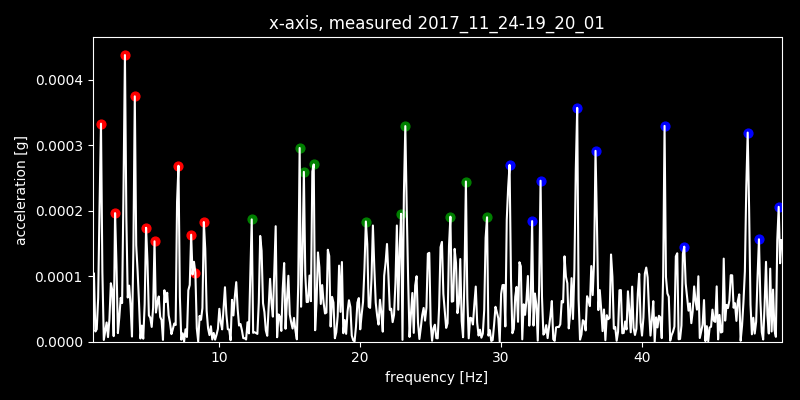 x-axis, measured 2017_11_24-19_20_01
acceleration [g]
0.0004
0.0003
0.0002
0.0001
0.0000
10 20 30 40
frequency [Hz]